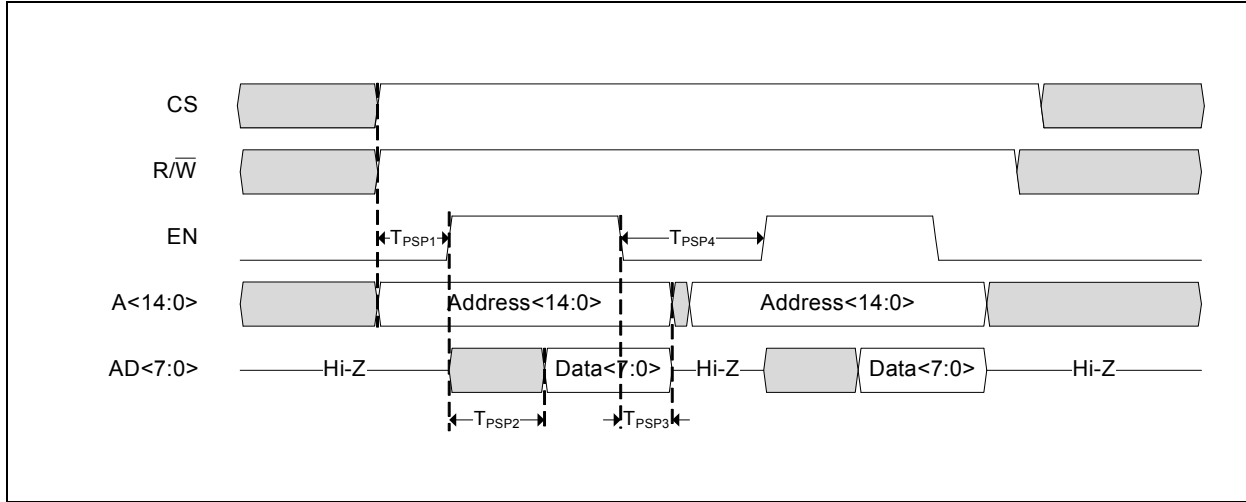 CS
R/W̅
EN
T_PSP1
T_PSP4
A<14:0>
Address<14:0>
Address<14:0>
AD<7:0>
Hi-Z
Data<7:0>
Hi-Z
Data<7:0>
Hi-Z
T_PSP2
T_PSP3